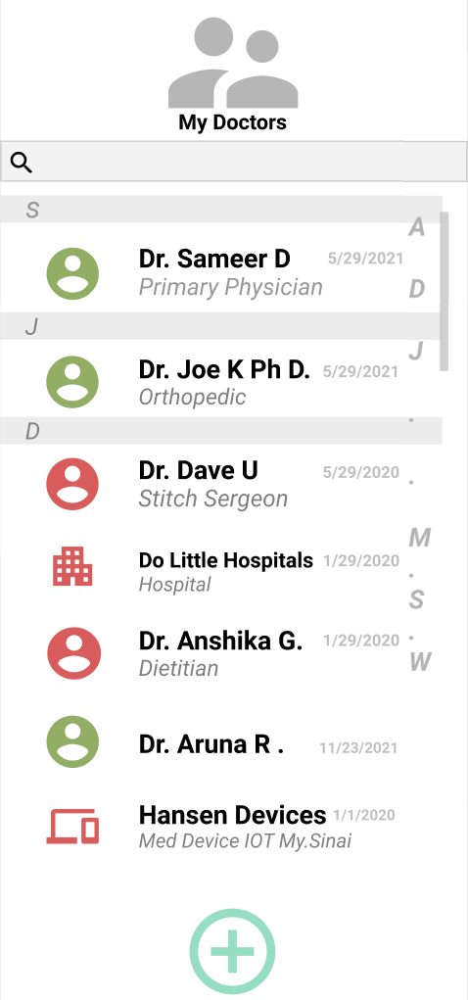 My Doctors
S
A
Dr. Sameer D 5/29/2021
Primary Physician
D
J
J
Dr. Joe K Ph D. 5/29/2021
Orthopedic
.
D
Dr. Dave U 5/29/2020
.
Stitch Sergeon
M
Do Little Hospitals 1/29/2020
.
Hospital
S
Dr. Anshika G. 1/29/2020
.
Dietitian
W
Dr. Aruna R . 11/23/2021
Hansen Devices 1/1/2020
Med Device IOT My.Sinai